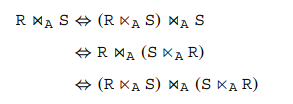 R ⋈A S ⇔ (R ⋉A S) ⋈A S
⇔ R ⋈A (S ⋉A R)
⇔ (R ⋉A S) ⋈A (S ⋉A R)